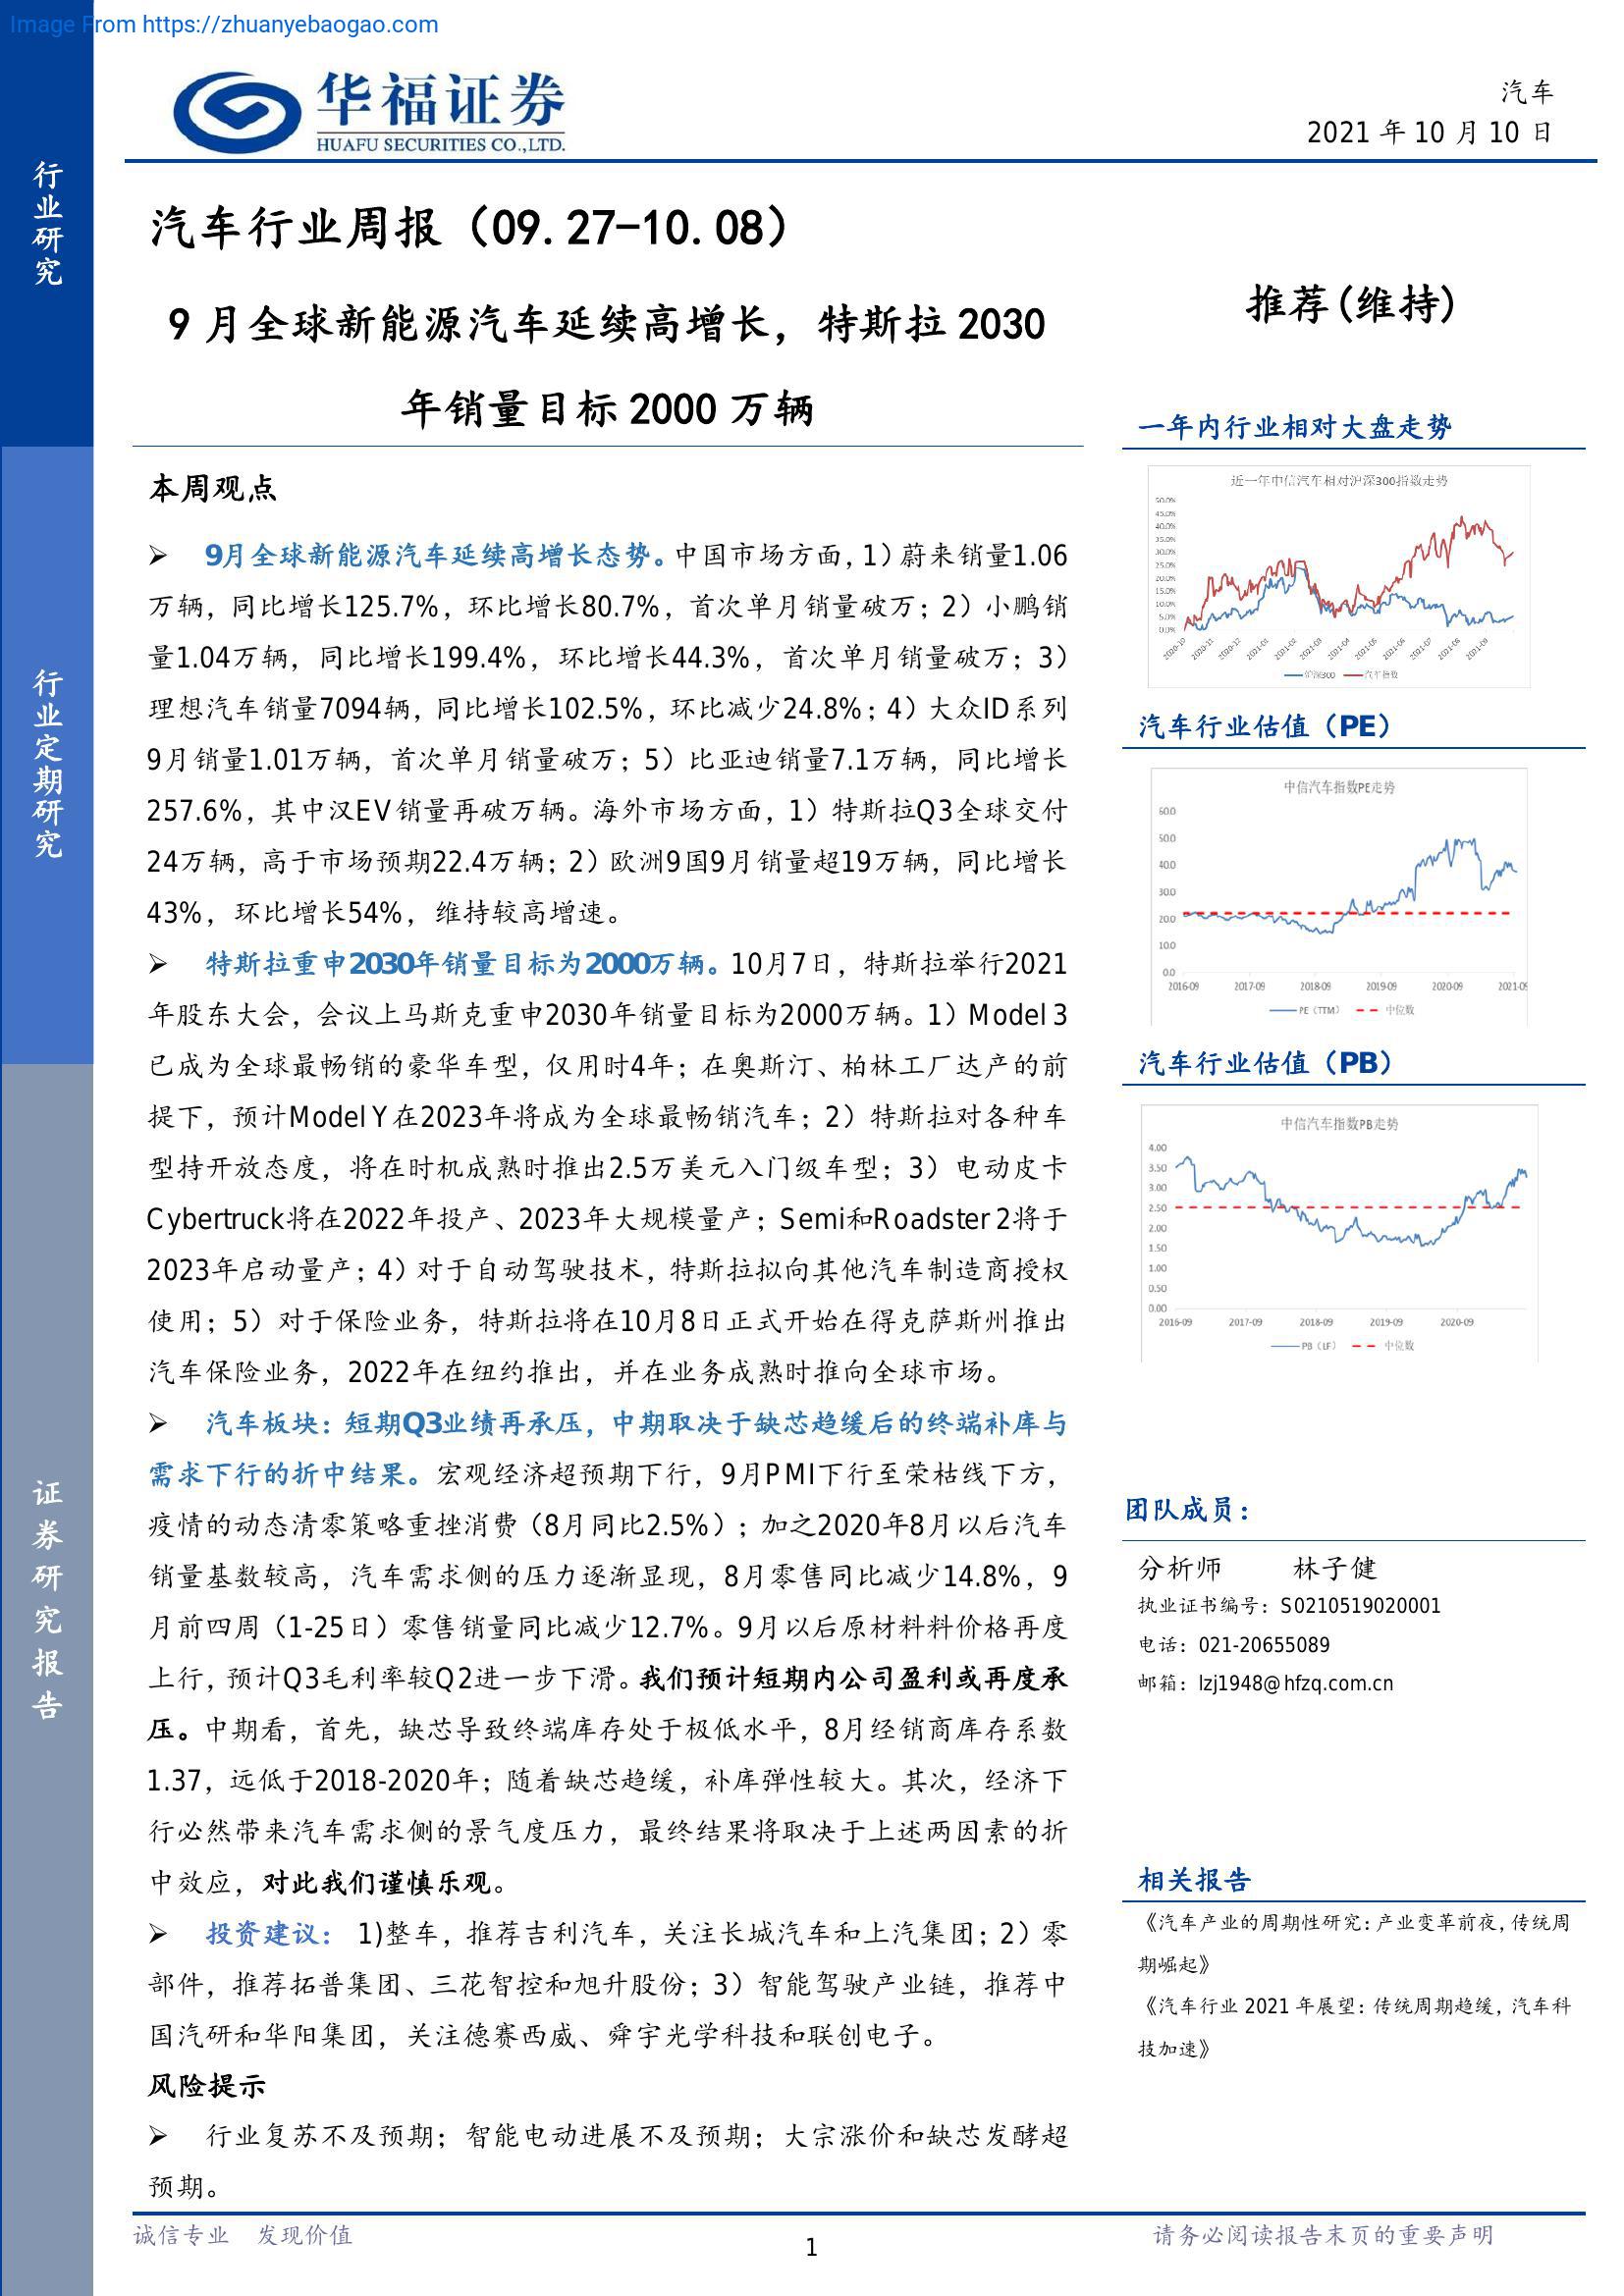 Image From https://zhuanyebaogao.com
行业研究
行业定期研究
证券研究报告
华福证券
HUAFU SECURITIES CO.,LTD.
汽车
2021 年 10 月 10 日
汽车行业周报（09.27-10.08）
9 月全球新能源汽车延续高增长，特斯拉 2030
年销量目标 2000 万辆
推荐(维持)
本周观点
➢ 9月全球新能源汽车延续高增长态势。中国市场方面，1）蔚来销量1.06
万辆，同比增长125.7%，环比增长80.7%，首次单月销量破万；2）小鹏销
量1.04万辆，同比增长199.4%，环比增长44.3%，首次单月销量破万；3）
理想汽车销量7094辆，同比增长102.5%，环比减少24.8%；4）大众ID系列
9月销量1.01万辆，首次单月销量破万；5）比亚迪销量7.1万辆，同比增长
257.6%，其中汉EV销量再破万辆。海外市场方面，1）特斯拉Q3全球交付
24万辆，高于市场预期22.4万辆；2）欧洲9国9月销量超19万辆，同比增长
43%，环比增长54%，维持较高增速。
➢ 特斯拉重申2030年销量目标为2000万辆。10月7日，特斯拉举行2021
年股东大会，会议上马斯克重申2030年销量目标为2000万辆。1）Model 3
已成为全球最畅销的豪华车型，仅用时4年；在奥斯汀、柏林工厂达产的前
提下，预计Model Y在2023年将成为全球最畅销汽车；2）特斯拉对各种车
型持开放态度，将在时机成熟时推出2.5万美元入门级车型；3）电动皮卡
Cybertruck将在2022年投产、2023年大规模量产；Semi和Roadster 2将于
2023年启动量产；4）对于自动驾驶技术，特斯拉拟向其他汽车制造商授权
使用；5）对于保险业务，特斯拉将在10月8日正式开始在得克萨斯州推出
汽车保险业务，2022年在纽约推出，并在业务成熟时推向全球市场。
➢ 汽车板块：短期Q3业绩再承压，中期取决于缺芯趋缓后的终端补库与
需求下行的折中结果。宏观经济超预期下行，9月PMI下行至荣枯线下方，
疫情的动态清零策略重挫消费（8月同比2.5%）；加之2020年8月以后汽车
销量基数较高，汽车需求侧的压力逐渐显现，8月零售同比减少14.8%，9
月前四周（1-25日）零售销量同比减少12.7%。9月以后原材料料价格再度
上行，预计Q3毛利率较Q2进一步下滑。我们预计短期内公司盈利或再度承
压。中期看，首先，缺芯导致终端库存处于极低水平，8月经销商库存系数
1.37，远低于2018-2020年；随着缺芯趋缓，补库弹性较大。其次，经济下
行必然带来汽车需求侧的景气度压力，最终结果将取决于上述两因素的折
中效应，对此我们谨慎乐观。
➢ 投资建议： 1)整车，推荐吉利汽车，关注长城汽车和上汽集团；2）零
部件，推荐拓普集团、三花智控和旭升股份；3）智能驾驶产业链，推荐中
国汽研和华阳集团，关注德赛西威、舜宇光学科技和联创电子。
风险提示
➢ 行业复苏不及预期；智能电动进展不及预期；大宗涨价和缺芯发酵超
预期。
一年内行业相对大盘走势
近一年中信汽车相对沪深300指数走势
50.0%
45.0%
40.0%
35.0%
30.0%
25.0%
20.0%
15.0%
10.0%
5.0%
0.0%
2020-10 2020-11 2020-12 2021-01 2021-02 2021-03 2021-04 2021-05 2021-06 2021-07 2021-08 2021-09
沪深300 汽车指数
汽车行业估值（PE）
中信汽车指数PE走势
60.0
50.0
40.0
30.0
20.0
10.0
0.0
2016-09 2017-09 2018-09 2019-09 2020-09 2021-09
PE（TTM） 中位数
汽车行业估值（PB）
中信汽车指数PB走势
4.00
3.50
3.00
2.50
2.00
1.50
1.00
0.50
0.00
2016-09 2017-09 2018-09 2019-09 2020-09
PB（LF） 中位数
团队成员：
分析师 林子健
执业证书编号：S0210519020001
电话：021-20655089
邮箱：lzj1948@hfzq.com.cn
相关报告
《汽车产业的周期性研究：产业变革前夜，传统周
期崛起》
《汽车行业 2021 年展望：传统周期趋缓，汽车科
技加速》
诚信专业 发现价值
1
请务必阅读报告末页的重要声明